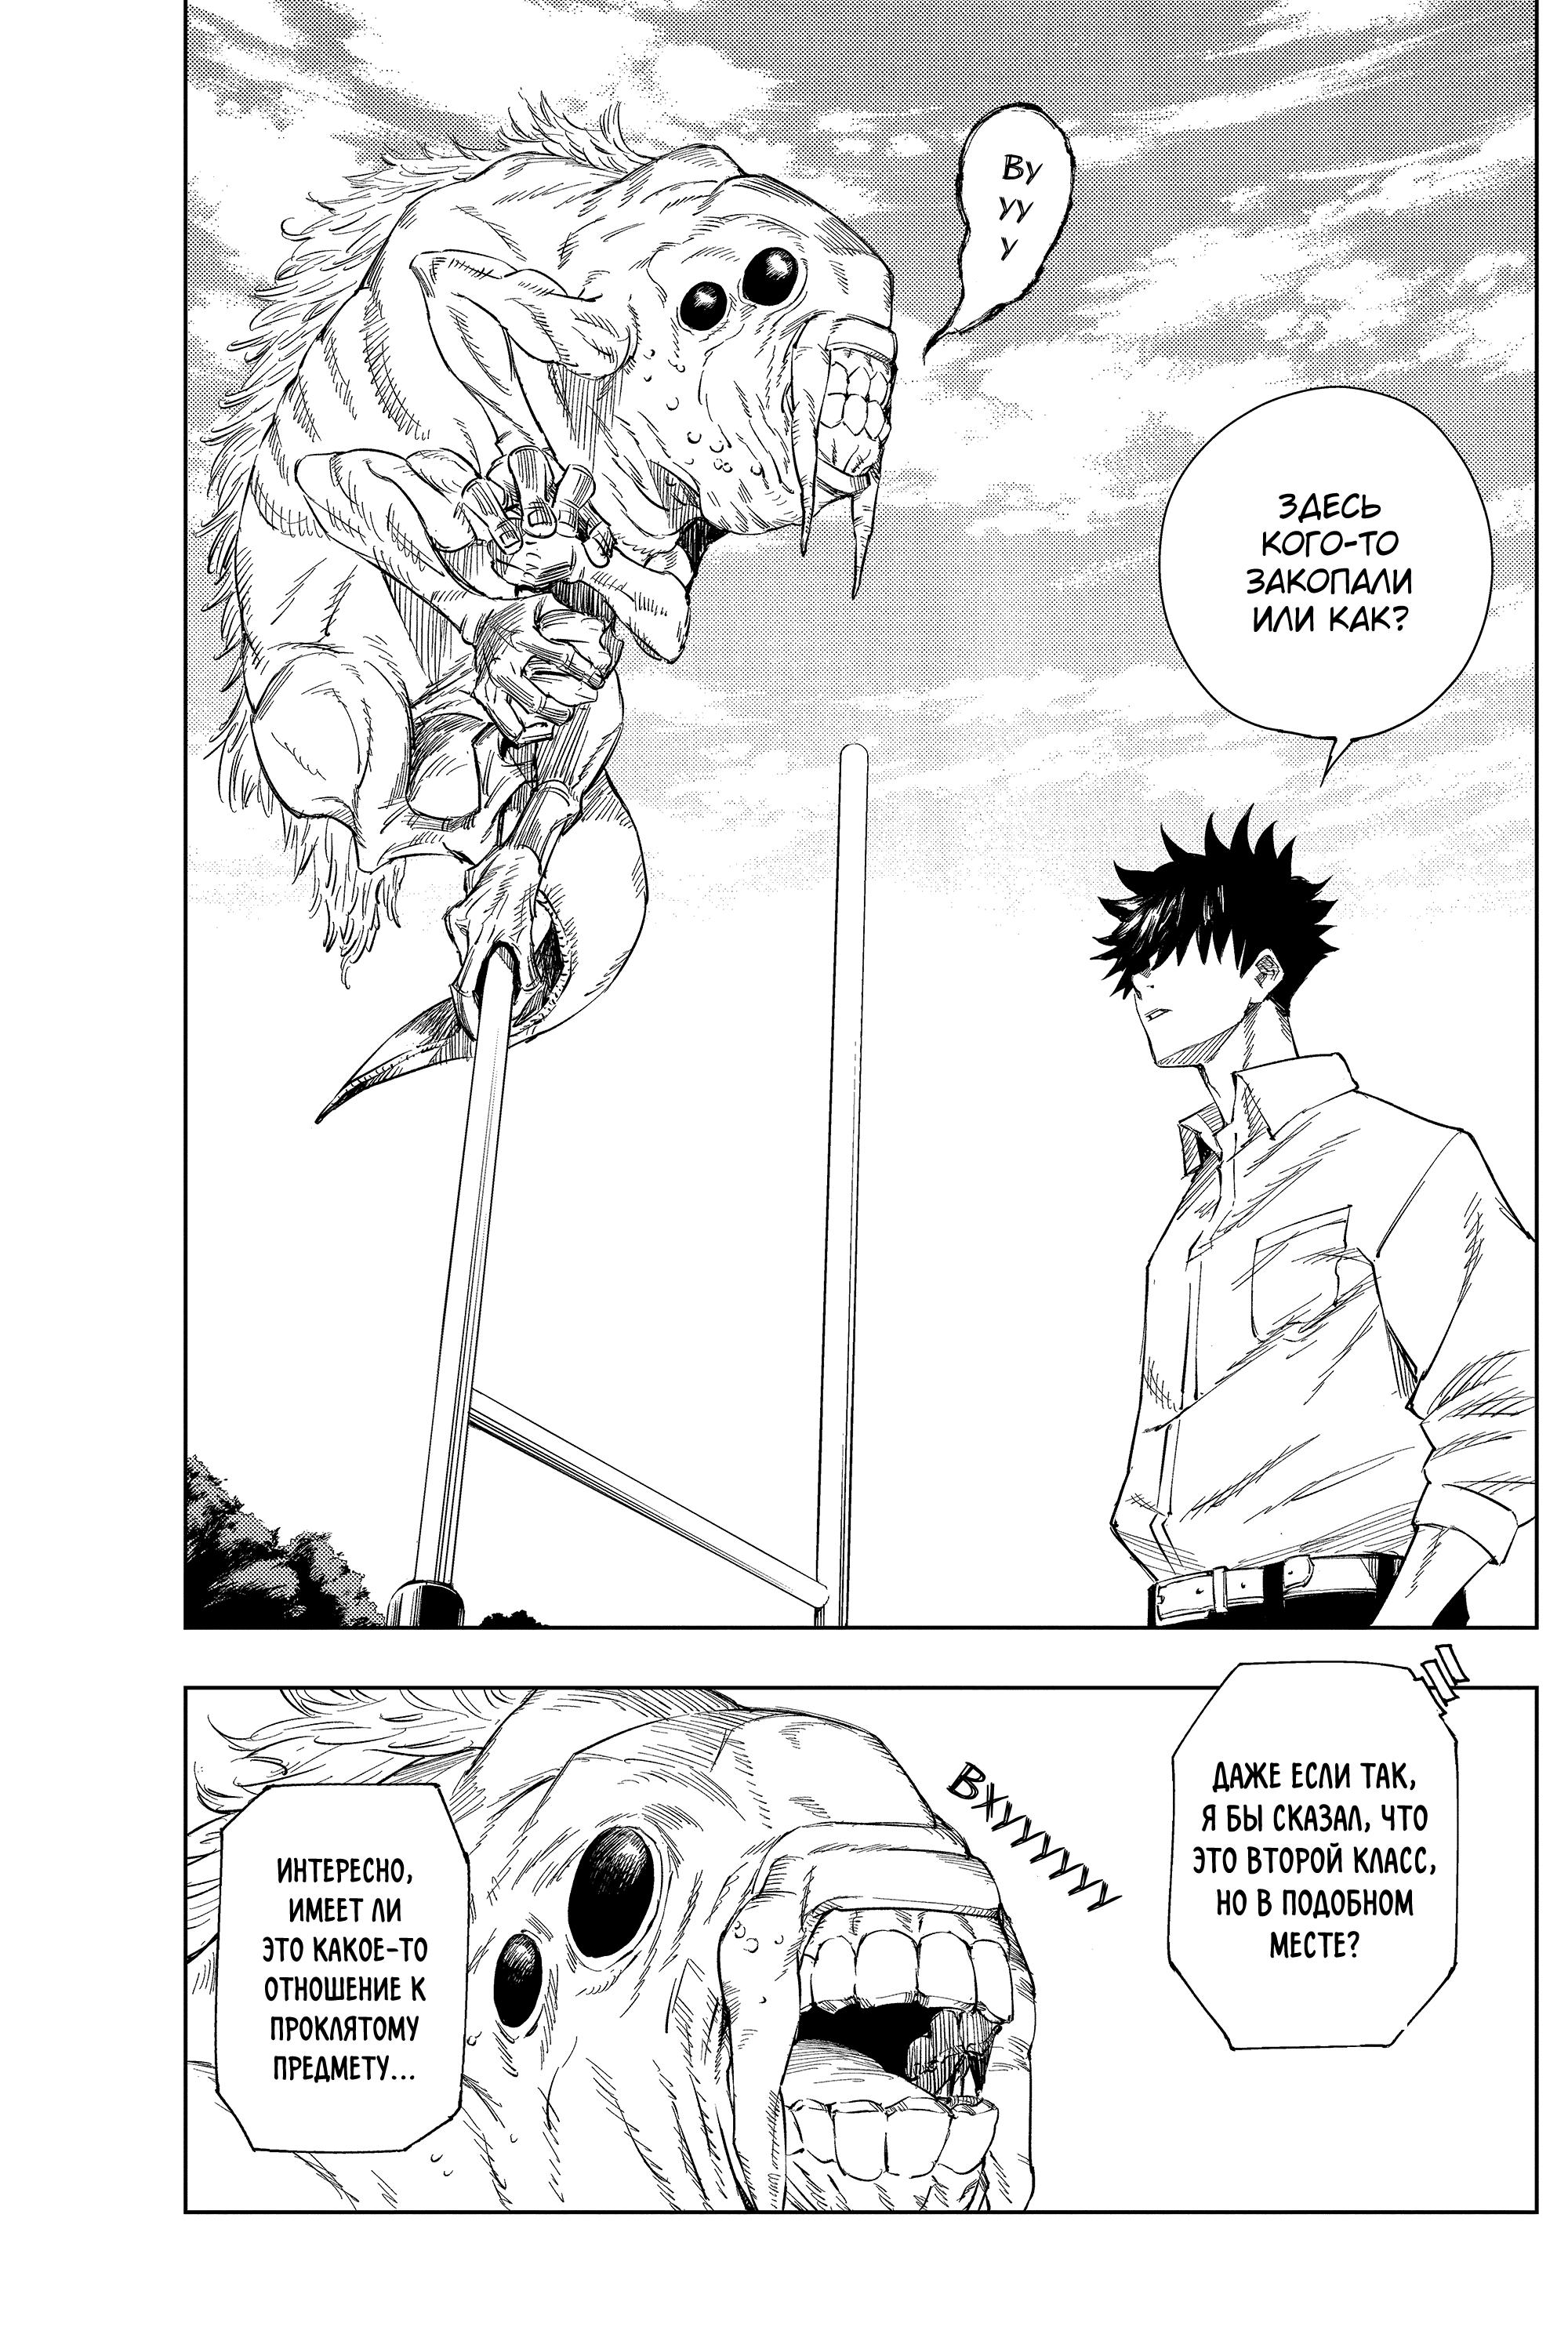 Ву
уу
у
ЗДЕСЬ
КОГО-ТО
ЗАКОПАЛИ
ИЛИ КАК?
ДАЖЕ ЕСЛИ ТАК,
Я БЫ СКАЗАЛ, ЧТО
ЭТО ВТОРОЙ КЛАСС,
НО В ПОДОБНОМ
МЕСТЕ?
Вхуууууу
ИНТЕРЕСНО,
ИМЕЕТ ЛИ
ЭТО КАКОЕ-ТО
ОТНОШЕНИЕ К
ПРОКЛЯТОМУ
ПРЕДМЕТУ...